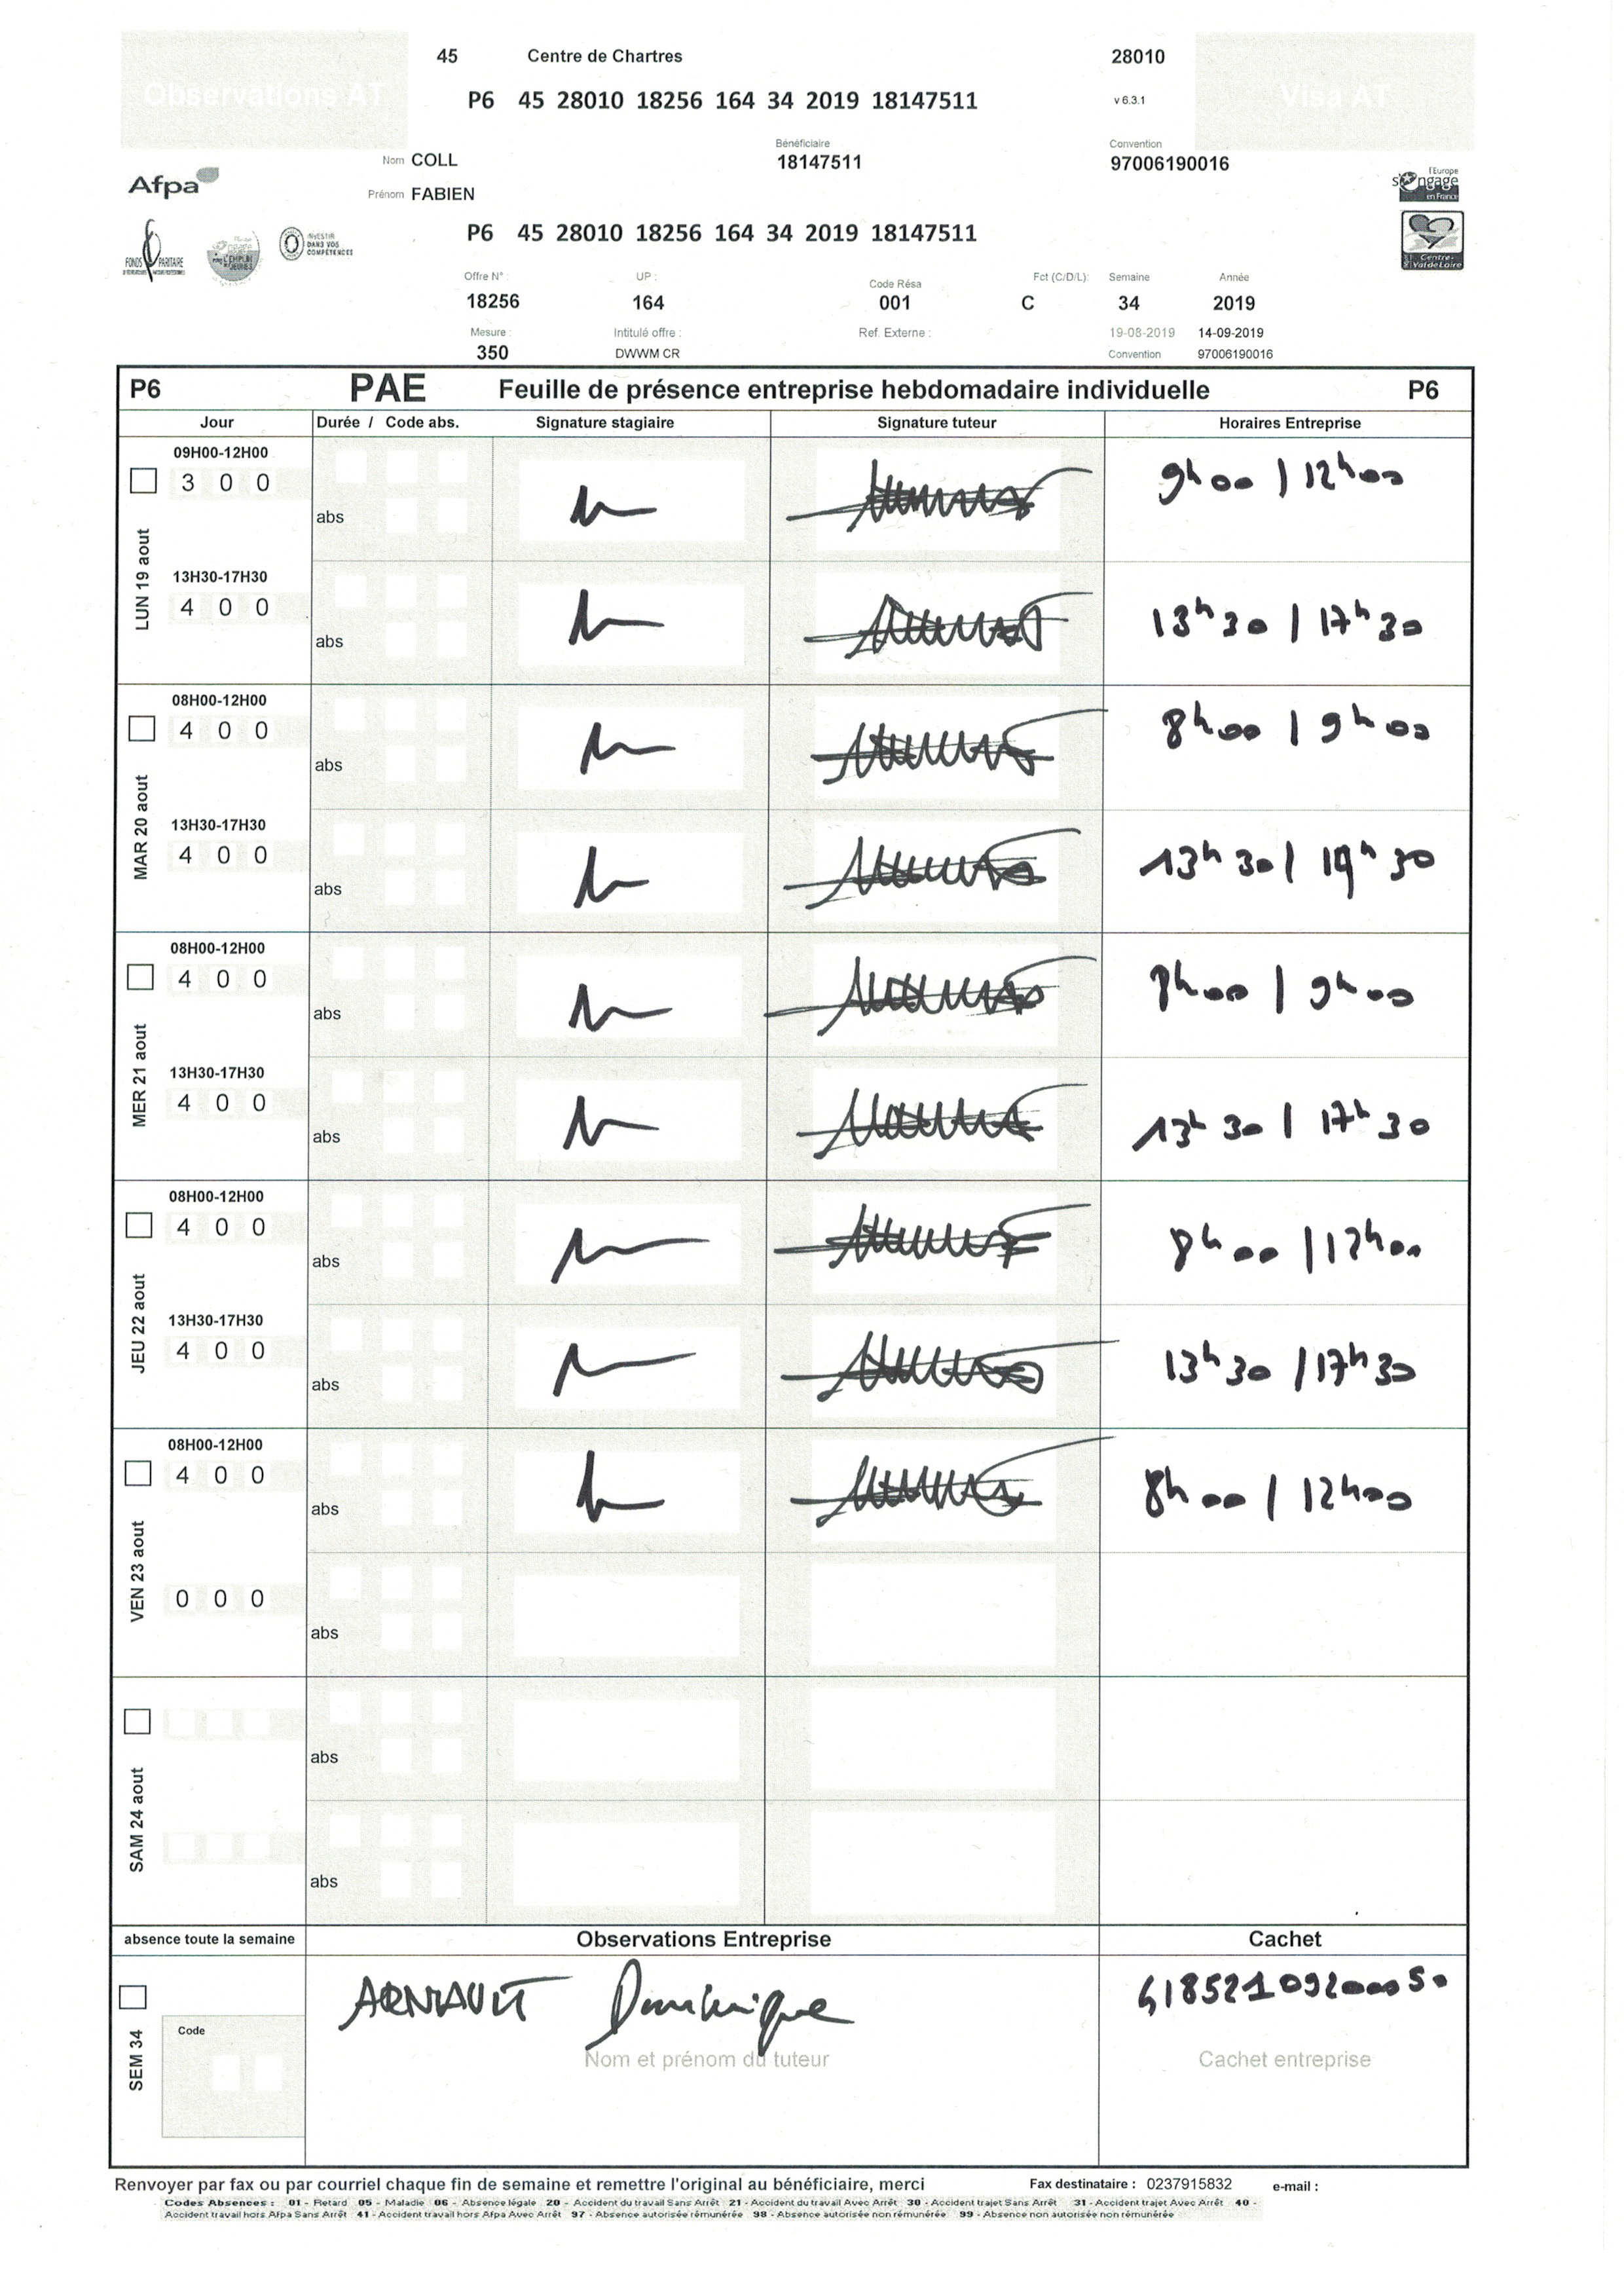 Observations AT
45 Centre de Chartres 28010
Visa AT
P6 45 28010 18256 164 34 2019 18147511
v 6.3.1
Nom COLL
Bénéficiaire
18147511
Convention
97006190016
Afpa
Prénom FABIEN
l'Europe
s'engage
en France
P6 45 28010 18256 164 34 2019 18147511
FONDS PARITAIRE
INVESTIR
DANS VOS
COMPÉTENCES
Centre-
Val de Loire
Offre N° : UP : Code Résa Fct (C/D/L): Semaine Année
18256 164 001 C 34 2019
Mesure : Intitulé offre : Ref. Externe : 19-08-2019 14-09-2019
350 DWWM CR Convention 97006190016
P6 PAE Feuille de présence entreprise hebdomadaire individuelle P6
Jour Durée / Code abs. Signature stagiaire Signature tuteur Horaires Entreprise
LUN 19 aout
09H00-12H00
3 0 0
abs
9h00 | 12h00
13H30-17H30
4 0 0
abs
13h30 | 17h30
MAR 20 aout
08H00-12H00
4 0 0
abs
8h00 | 9h00
13H30-17H30
4 0 0
abs
13h30 | 19h30
MER 21 aout
08H00-12H00
4 0 0
abs
8h00 | 9h00
13H30-17H30
4 0 0
abs
13h30 | 17h30
JEU 22 aout
08H00-12H00
4 0 0
abs
8h00 | 12h00
13H30-17H30
4 0 0
abs
13h30 | 17h30
VEN 23 aout
08H00-12H00
4 0 0
abs
8h00 | 12h00
0 0 0
abs
SAM 24 aout
abs
abs
absence toute la semaine Observations Entreprise Cachet
SEM 34
Code
ARNAULT Dominique
Nom et prénom du tuteur
Cachet entreprise
Renvoyer par fax ou par courriel chaque fin de semaine et remettre l'original au bénéficiaire, merci Fax destinataire : 0237915832 e-mail :
Codes Absences : 01 - Retard 05 - Maladie 06 - Absence légale 20 - Accident du travail Sans Arrêt 21 - Accident du travail Avec Arrêt 30 - Accident trajet Sans Arrêt 31 - Accident trajet Avec Arrêt 40 -
Accident travail hors Afpa Sans Arrêt 41 - Accident travail hors Afpa Avec Arrêt 97 - Absence autorisée rémunérée 98 - Absence autorisée non rémunérée 99 - Absence non autorisée non rémunérée